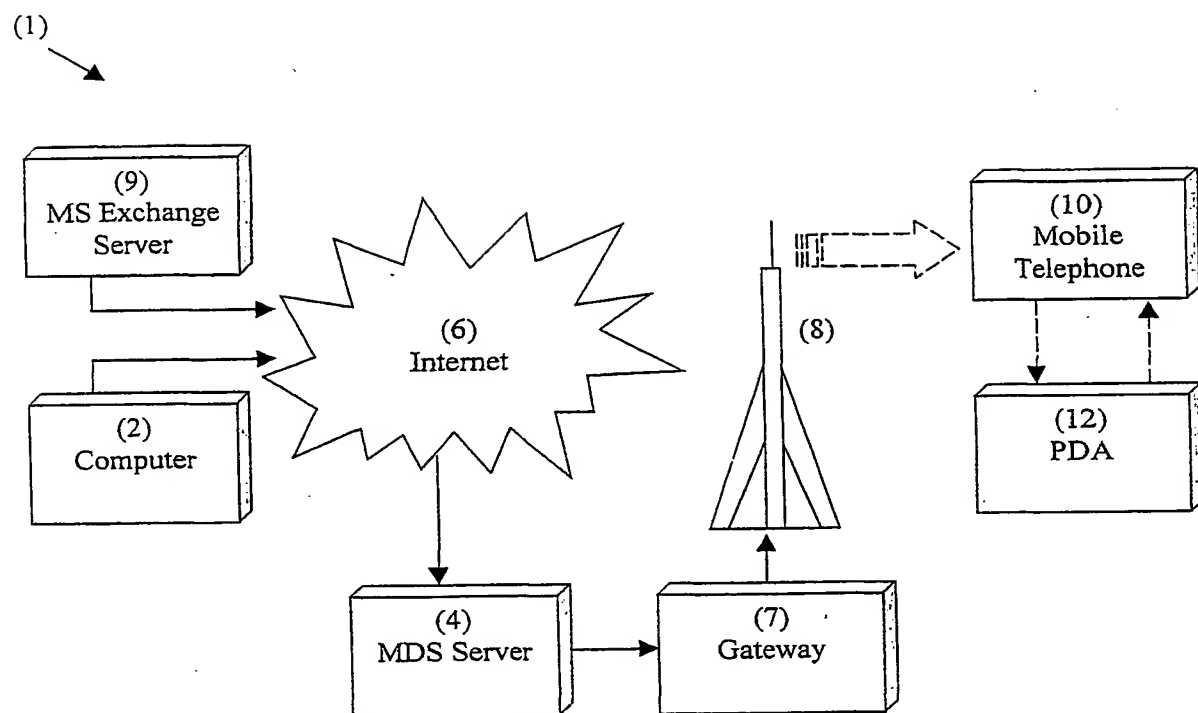 (1)
(9)
MS Exchange
Server
(6)
Internet
(2)
Computer
(8)
(10)
Mobile
Telephone
(12)
PDA
(4)
MDS Server
(7)
Gateway